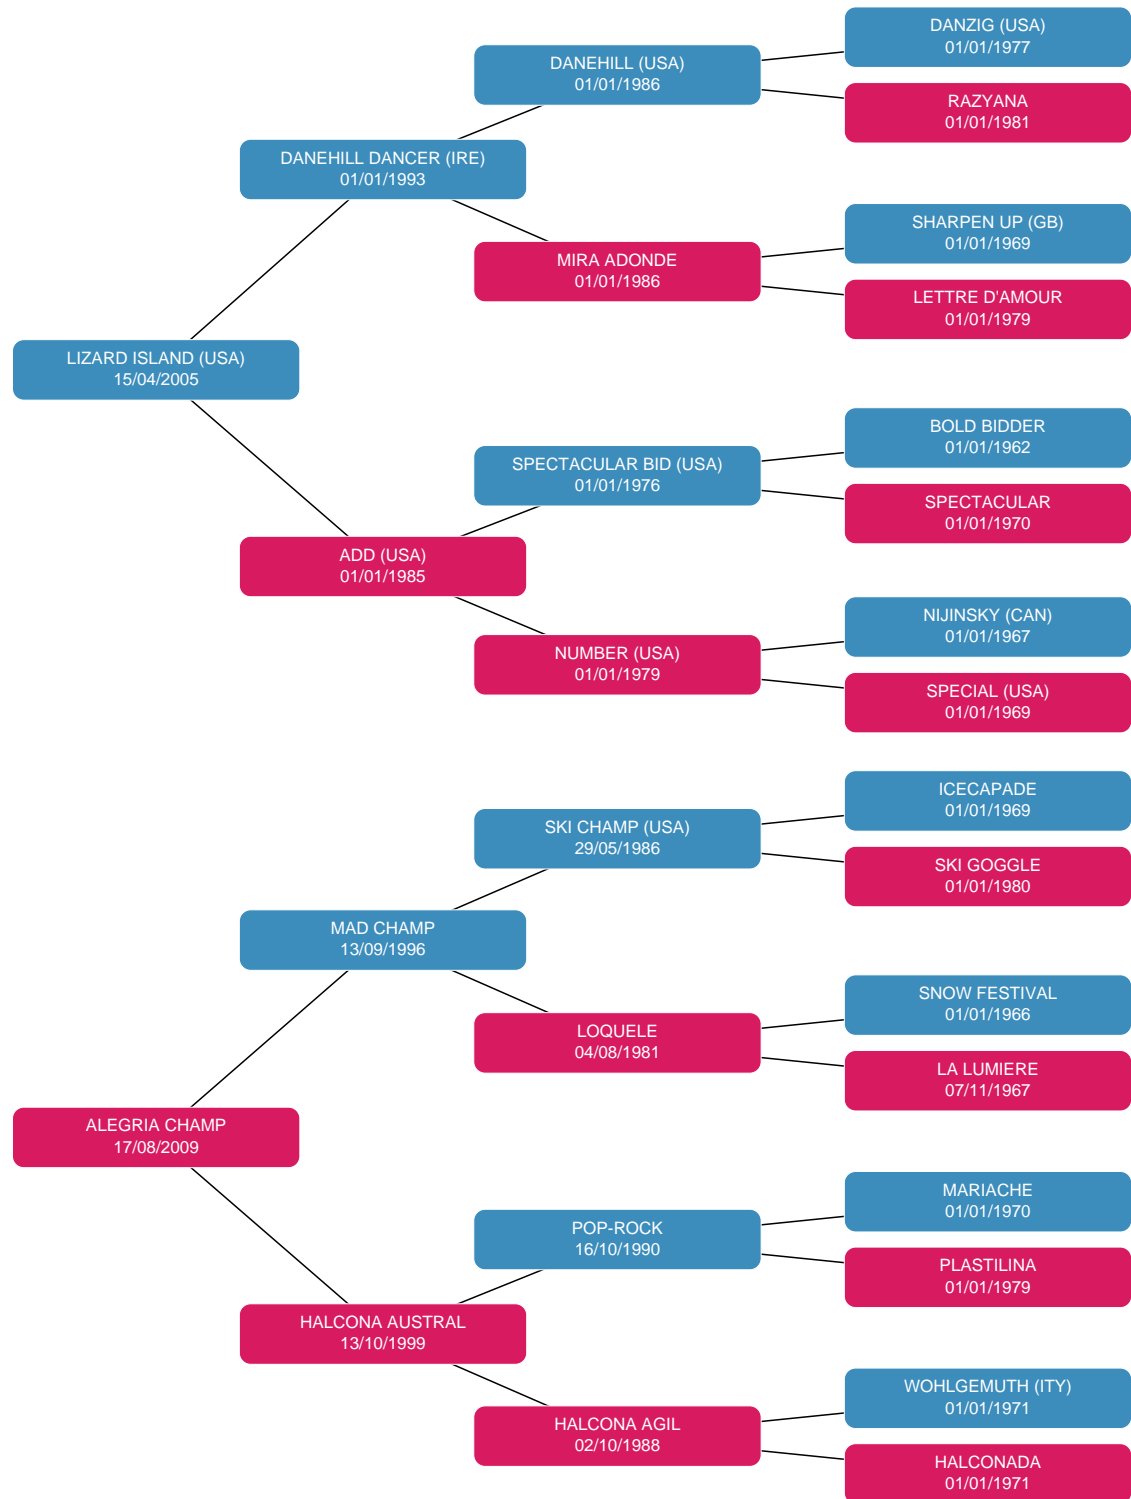 DANZIG (USA)
01/01/1977
DANEHILL (USA)
01/01/1986
RAZYANA
01/01/1981
DANEHILL DANCER (IRE)
01/01/1993
SHARPEN UP (GB)
01/01/1969
MIRA ADONDE
01/01/1986
LETTRE D'AMOUR
01/01/1979
LIZARD ISLAND (USA)
15/04/2005
BOLD BIDDER
01/01/1962
SPECTACULAR BID (USA)
01/01/1976
SPECTACULAR
01/01/1970
ADD (USA)
01/01/1985
NIJINSKY (CAN)
01/01/1967
NUMBER (USA)
01/01/1979
SPECIAL (USA)
01/01/1969
ICECAPADE
01/01/1969
SKI CHAMP (USA)
29/05/1986
SKI GOGGLE
01/01/1980
MAD CHAMP
13/09/1996
SNOW FESTIVAL
01/01/1966
LOQUELE
04/08/1981
LA LUMIERE
07/11/1967
ALEGRIA CHAMP
17/08/2009
MARIACHE
01/01/1970
POP-ROCK
16/10/1990
PLASTILINA
01/01/1979
HALCONA AUSTRAL
13/10/1999
WOHLGEMUTH (ITY)
01/01/1971
HALCONA AGIL
02/10/1988
HALCONADA
01/01/1971